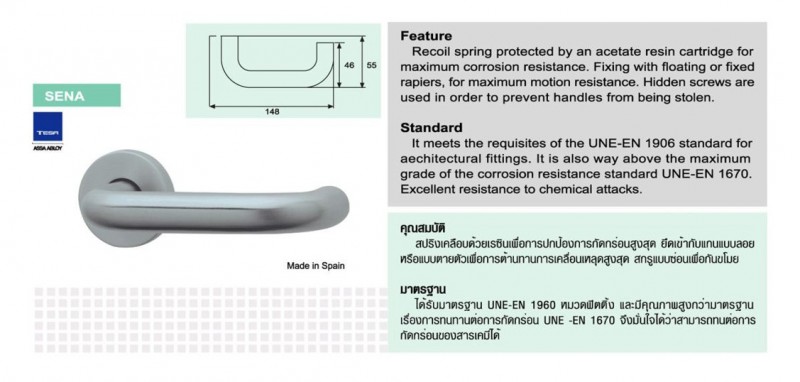 SENA
TESA
ASSA ABLOY
46
55
148
Made in Spain
Feature
Recoil spring protected by an acetate resin cartridge for
maximum corrosion resistance. Fixing with floating or fixed
rapiers, for maximum motion resistance. Hidden screws are
used in order to prevent handles from being stolen.
Standard
It meets the requisites of the UNE-EN 1906 standard for
aechitectural fittings. It is also way above the maximum
grade of the corrosion resistance standard UNE-EN 1670.
Excellent resistance to chemical attacks.
คุณสมบัติ
สปริงเคลือบด้วยเรซินเพื่อการปกป้องการกัดกร่อนสูงสุด ยึดเข้ากับแกนแบบลอย
หรือแบบตายตัวเพื่อการต้านทานการเคลื่อนเหลุดสูงสุด สกรูแบบซ่อนเพื่อกันขโมย
มาตรฐาน
ได้รับมาตรฐาน UNE-EN 1960 หมวดฟิตติ้ง และมีคุณภาพสูงกว่ามาตรฐาน
เรื่องการทนทานต่อการกัดกร่อน UNE -EN 1670 จึงมั่นใจได้ว่าสามารถทนต่อการ
กัดกร่อนของสารเคมีได้